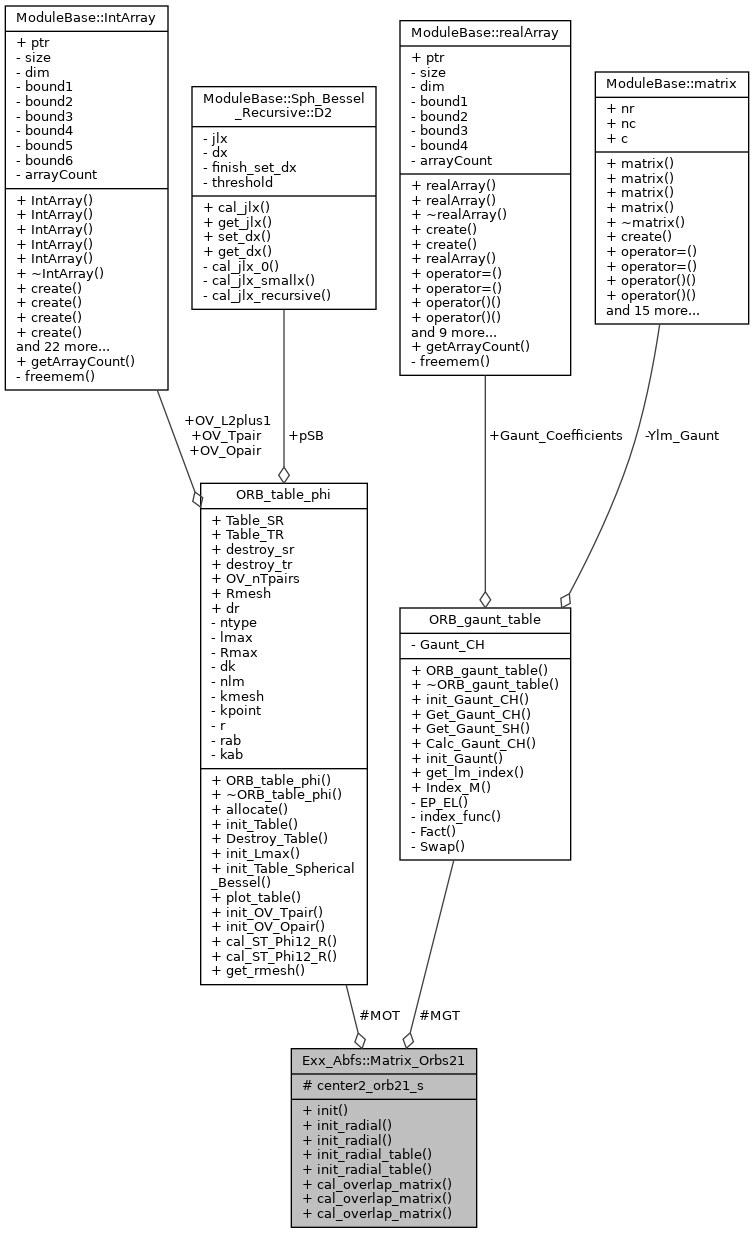 ModuleBase::IntArray
+ ptr
- size
- dim
- bound1
- bound2
- bound3
- bound4
- bound5
- bound6
- arrayCount
+ IntArray()
+ IntArray()
+ IntArray()
+ IntArray()
+ IntArray()
+ ~IntArray()
+ create()
+ create()
+ create()
+ create()
and 22 more...
+ getArrayCount()
- freemem()
ModuleBase::Sph_Bessel
_Recursive::D2
- jlx
- dx
- finish_set_dx
- threshold
+ cal_jlx()
+ get_jlx()
+ set_dx()
+ get_dx()
- cal_jlx_0()
- cal_jlx_smallx()
- cal_jlx_recursive()
ModuleBase::realArray
+ ptr
- size
- dim
- bound1
- bound2
- bound3
- bound4
- arrayCount
+ realArray()
+ realArray()
+ ~realArray()
+ create()
+ create()
+ realArray()
+ operator=()
+ operator=()
+ operator()()
+ operator()()
and 9 more...
+ getArrayCount()
- freemem()
ModuleBase::matrix
+ nr
+ nc
+ c
+ matrix()
+ matrix()
+ matrix()
+ matrix()
+ ~matrix()
+ create()
+ operator=()
+ operator=()
+ operator()()
+ operator()()
and 15 more...
+OV_L2plus1
+OV_Tpair
+OV_Opair
+pSB
+Gaunt_Coefficients
-Ylm_Gaunt
ORB_table_phi
+ Table_SR
+ Table_TR
+ destroy_sr
+ destroy_tr
+ OV_nTpairs
+ Rmesh
+ dr
- ntype
- lmax
- Rmax
- dk
- nlm
- kmesh
- kpoint
- r
- rab
- kab
+ ORB_table_phi()
+ ~ORB_table_phi()
+ allocate()
+ init_Table()
+ Destroy_Table()
+ init_Lmax()
+ init_Table_Spherical
_Bessel()
+ plot_table()
+ init_OV_Tpair()
+ init_OV_Opair()
+ cal_ST_Phi12_R()
+ cal_ST_Phi12_R()
+ get_rmesh()
ORB_gaunt_table
- Gaunt_CH
+ ORB_gaunt_table()
+ ~ORB_gaunt_table()
+ init_Gaunt_CH()
+ Get_Gaunt_CH()
+ Get_Gaunt_SH()
+ Calc_Gaunt_CH()
+ init_Gaunt()
+ get_lm_index()
+ Index_M()
- EP_EL()
- index_func()
- Fact()
- Swap()
#MOT
#MGT
Exx_Abfs::Matrix_Orbs21
# center2_orb21_s
+ init()
+ init_radial()
+ init_radial()
+ init_radial_table()
+ init_radial_table()
+ cal_overlap_matrix()
+ cal_overlap_matrix()
+ cal_overlap_matrix()